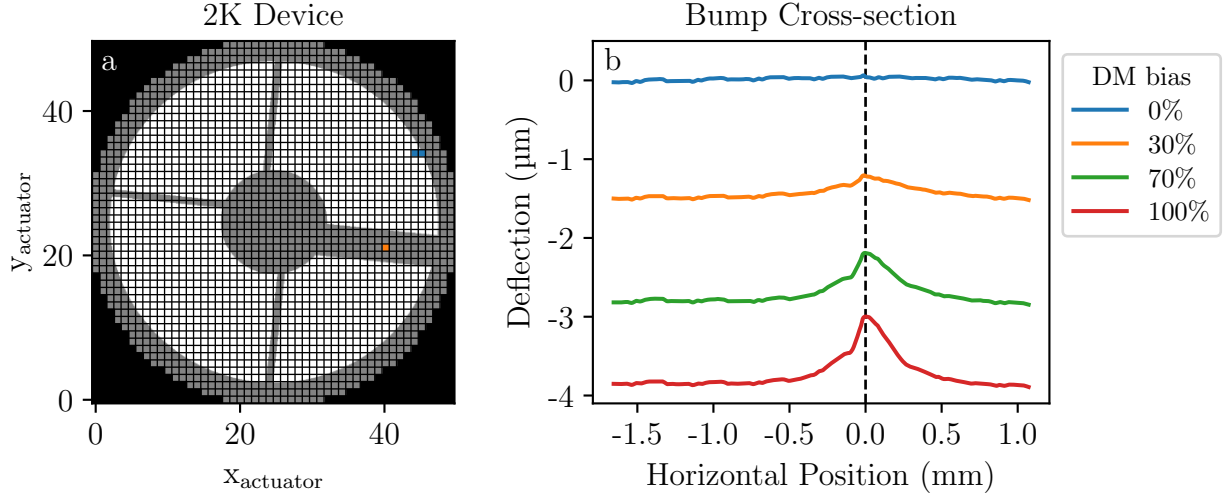 2K Device
a
40
20
0
0 20 40
y_actuator
x_actuator
Bump Cross-section
b
0
-1
-2
-3
-4
-1.5 -1.0 -0.5 0.0 0.5 1.0
Deflection (µm)
Horizontal Position (mm)
DM bias
0%
30%
70%
100%